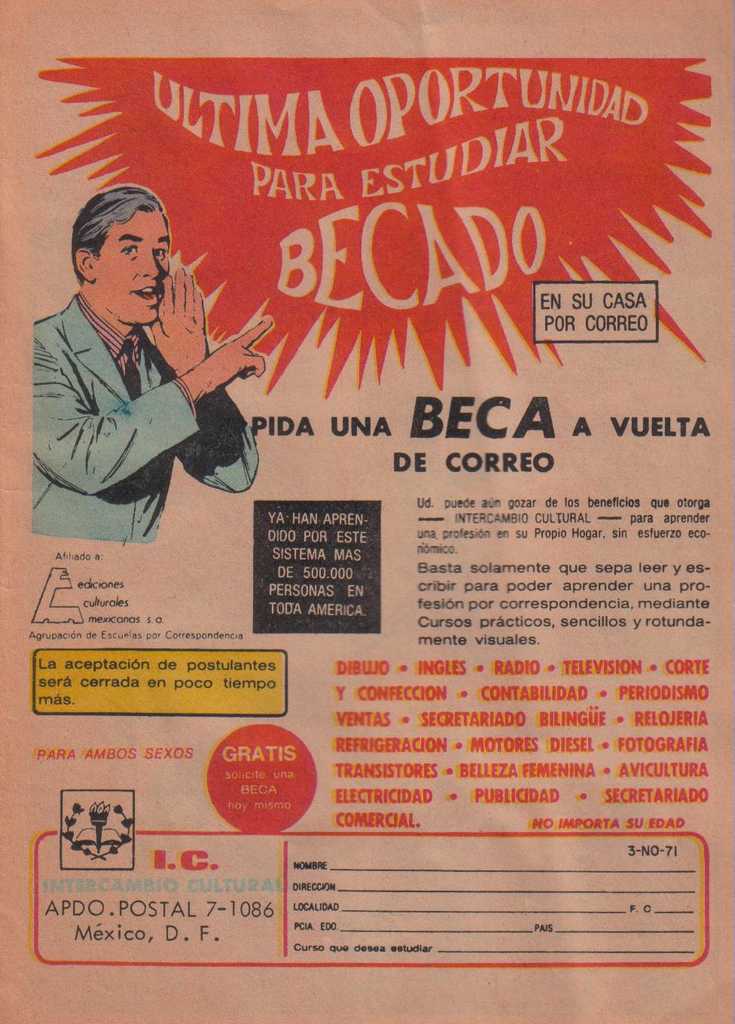 ULTIMA OPORTUNIDAD
PARA ESTUDIAR
BECADO
EN SU CASA
POR CORREO
PIDA UNA BECA A VUELTA
DE CORREO
YA HAN APREN-
DIDO POR ESTE
SISTEMA MAS
DE 500.000
PERSONAS EN
TODA AMERICA.
Ud. puede aún gozar de los beneficios que otorga
— INTERCAMBIO CULTURAL — para aprender
una profesión en su Propio Hogar, sin esfuerzo eco-
nómico.
Basta solamente que sepa leer y es-
cribir para poder aprender una pro-
fesión por correspondencia, mediante
Cursos prácticos, sencillos y rotunda-
mente visuales.
Afiliado a:
ediciones
culturales
mexicanas s.a.
Agrupación de Escuelas por Correspondencia
La aceptación de postulantes
será cerrada en poco tiempo
más.
PARA AMBOS SEXOS
GRATIS
solicite una
BECA
hoy mismo
DIBUJO • INGLES • RADIO • TELEVISION • CORTE
Y CONFECCION • CONTABILIDAD • PERIODISMO
VENTAS • SECRETARIADO BILINGÜE • RELOJERIA
REFRIGERACION • MOTORES DIESEL • FOTOGRAFIA
TRANSISTORES • BELLEZA FEMENINA • AVICULTURA
ELECTRICIDAD • PUBLICIDAD • SECRETARIADO
COMERCIAL.
NO IMPORTA SU EDAD
I.C.
INTERCAMBIO CULTURAL
APDO. POSTAL 7-1086
México, D. F.
3-NO-71
NOMBRE
DIRECCION
LOCALIDAD F. C
PCIA. EDO. PAIS
Curso que desea estudiar